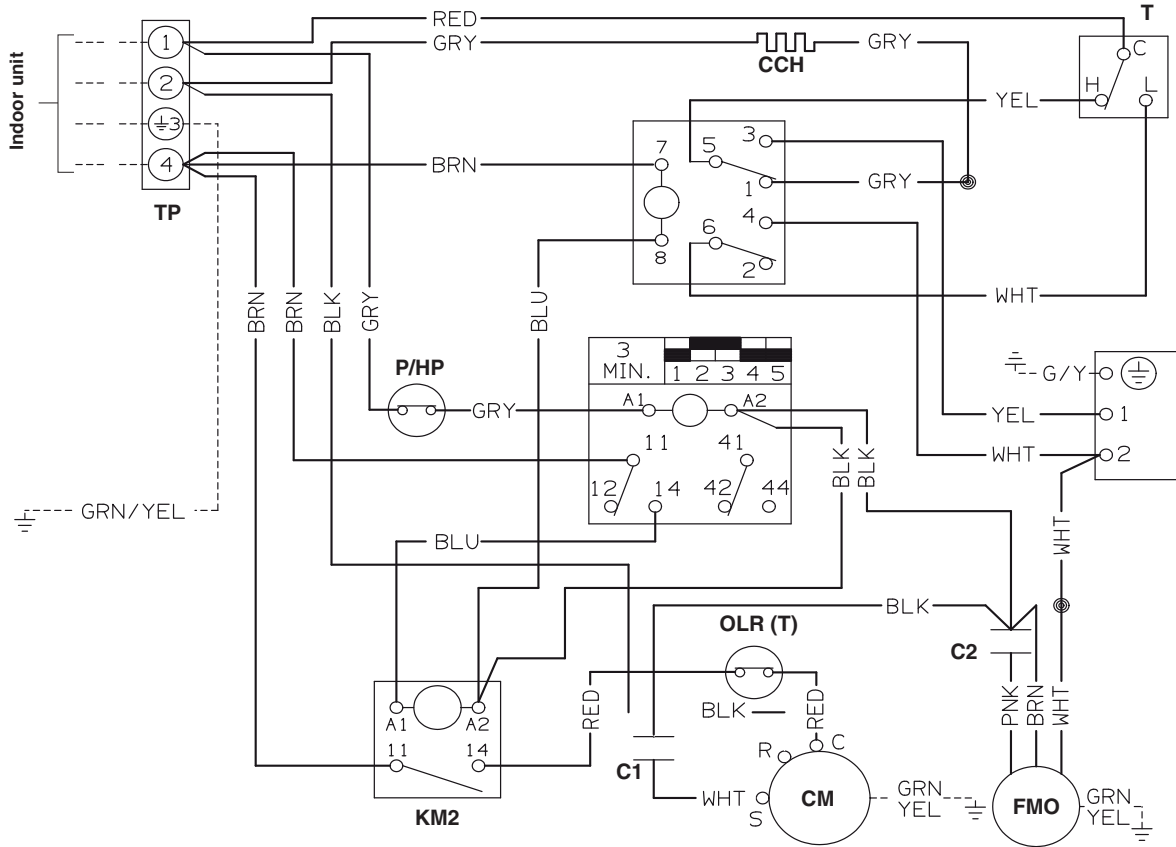 RED
T
1
GRY
GRY
C
CCH
2
H
L
YEL
Indoor unit
3
7
5
3
4
BRN
1
GRY
TP
4
6
8
2
BRN
BRN
BLK
GRY
BLU
WHT
3
MIN.
1 2 3 4 5
P/HP
G/Y
GRY
A1
A2
YEL
1
11
41
WHT
2
BLK
BLK
12
14
42
44
GRN/YEL
WHT
BLU
BLK
OLR (T)
C2
RED
BLK
RED
PNK
BRN
WHT
A1
A2
11
14
R
C
C1
WHT
CM
GRN
YEL
FMO
GRN
YEL
S
KM2